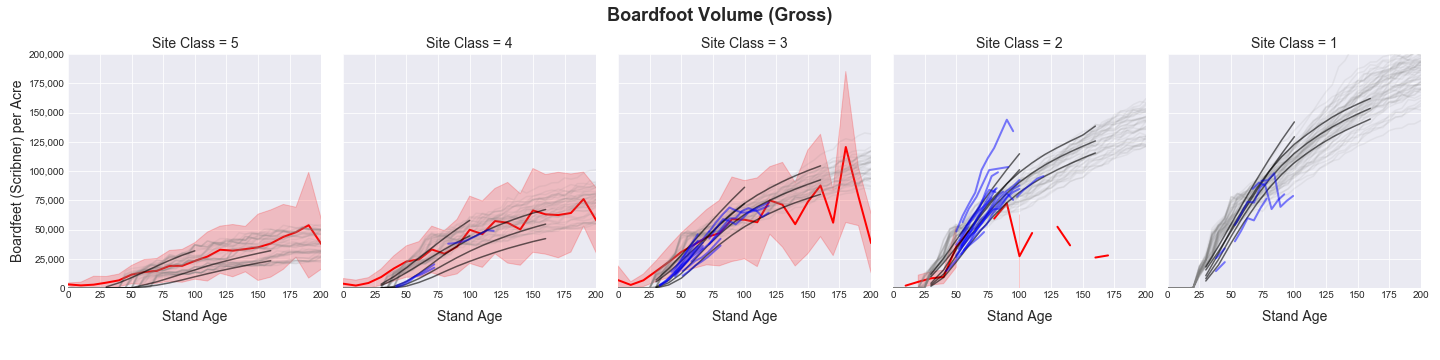 Boardfoot Volume (Gross)
Site Class = 5 Site Class = 4 Site Class = 3 Site Class = 2 Site Class = 1
200,000
175,000
150,000
125,000
100,000
75,000
50,000
25,000
0
Boardfeet (Scribner) per Acre
0 25 50 75 100 125 150 175 200 0 25 50 75 100 125 150 175 200 0 25 50 75 100 125 150 175 200 0 25 50 75 100 125 150 175 200 0 25 50 75 100 125 150 175 200
Stand Age Stand Age Stand Age Stand Age Stand Age